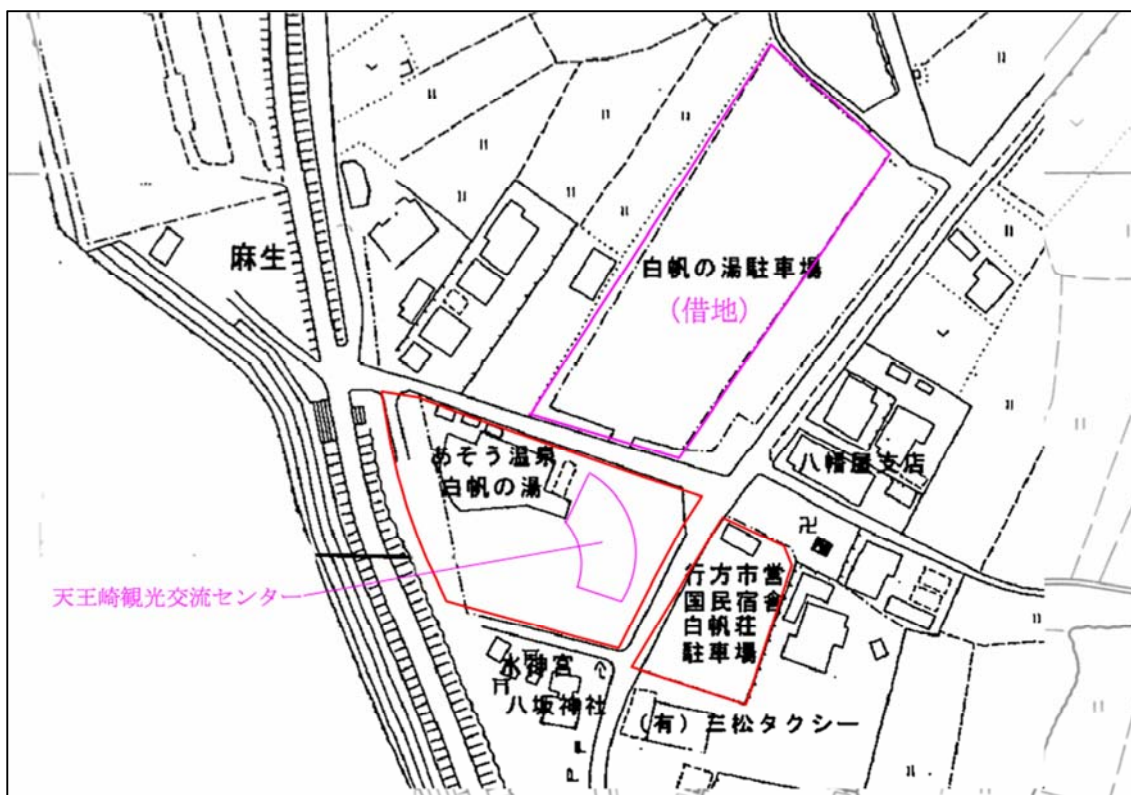 麻生
白帆の湯駐車場
(借地)
あそう温泉
白帆の湯
八幡屋支店
天王崎観光交流センター
行方市営
国民宿舎
白帆荘
駐車場
水神宮
八坂神社
(有)三松タクシー